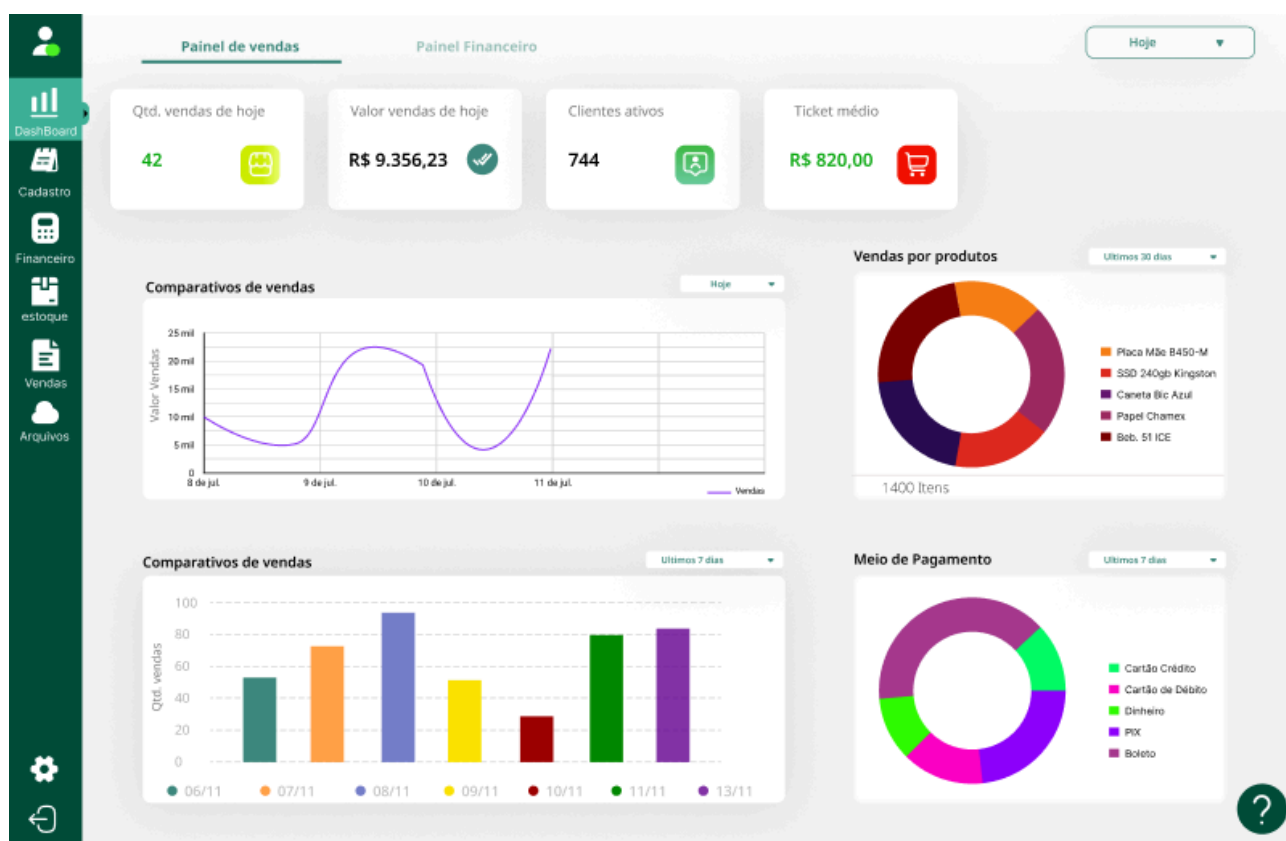 Painel de vendas
Painel Financeiro
Hoje
DashBoard
Cadastro
Financeiro
estoque
Vendas
Arquivos
Qtd. vendas de hoje
42
Valor vendas de hoje
R$ 9.356,23
Clientes ativos
744
Ticket médio
R$ 820,00
Comparativos de vendas
Hoje
Valor Vendas
25 mil
20 mil
15 mil
10 mil
5 mil
0
8 de jul.
9 de jul.
10 de jul.
11 de jul.
Vendas
Vendas por produtos
Ultimos 30 dias
Placa Mãe B450-M
SSD 240gb Kingston
Caneta Bic Azul
Papel Chamex
Beb. 51 ICE
1400 Itens
Comparativos de vendas
Ultimos 7 dias
Qtd. vendas
100
80
60
40
20
0
06/11
07/11
08/11
09/11
10/11
11/11
13/11
Meio de Pagamento
Ultimos 7 dias
Cartão Crédito
Cartão de Débito
Dinheiro
PIX
Boleto
?